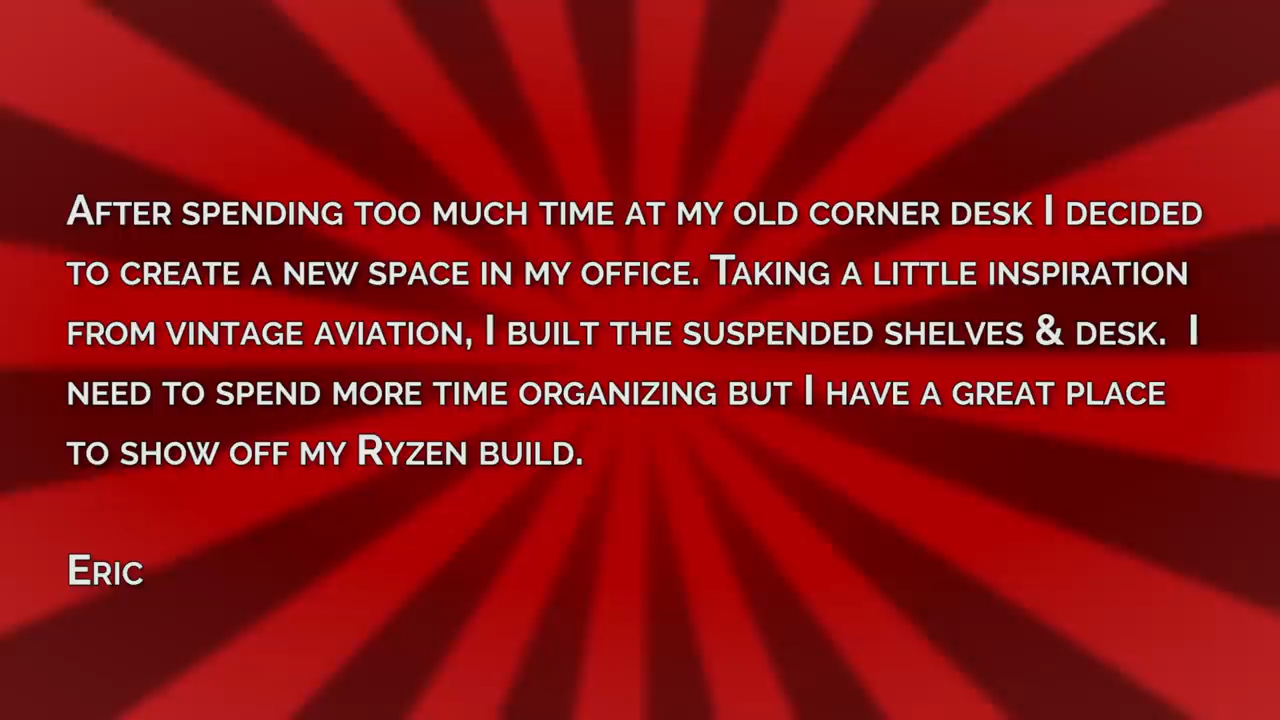 After spending too much time at my old corner desk I decided
to create a new space in my office. Taking a little inspiration
from vintage aviation, I built the suspended shelves & desk.  I
need to spend more time organizing but I have a great place
to show off my Ryzen build.
Eric